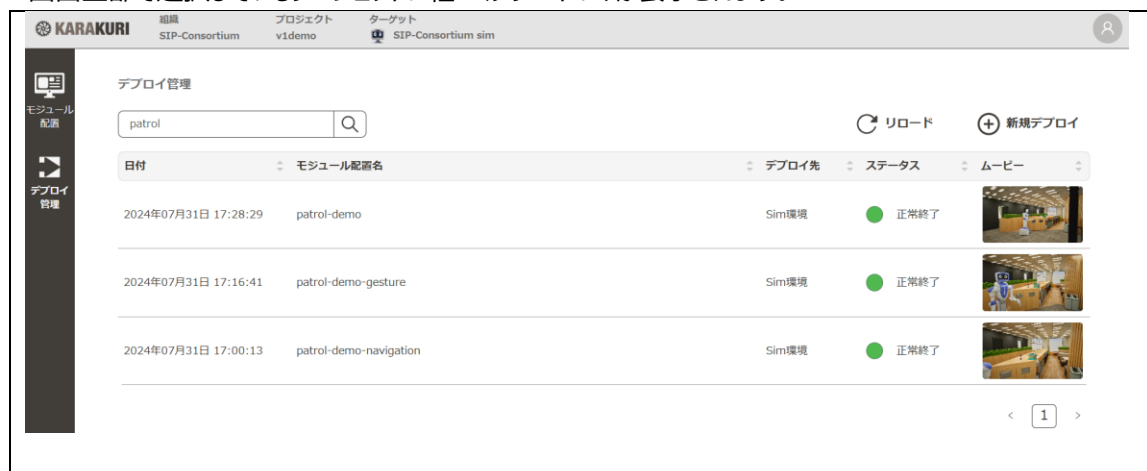 KARAKURI
組織
SIP-Consortium
プロジェクト
v1demo
ターゲット
SIP-Consortium sim
モジュール
配置
デプロイ
管理
デプロイ管理
patrol
リロード
新規デプロイ
日付 モジュール配置名 デプロイ先 ステータス ムービー
2024年07月31日 17:28:29 patrol-demo Sim環境 正常終了
2024年07月31日 17:16:41 patrol-demo-gesture Sim環境 正常終了
2024年07月31日 17:00:13 patrol-demo-navigation Sim環境 正常終了
< 1 >